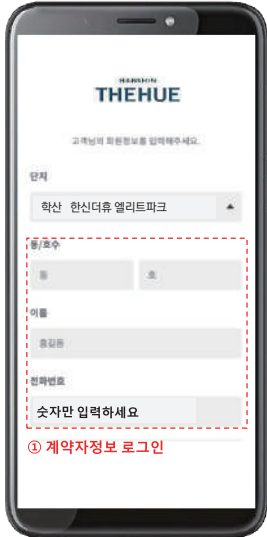 HANSHIN
THEHUE
고객님의 회원정보를 입력해주세요.
단지
학산 한신더휴 엘리트파크
동/호수
동 호
이름
홍길동
전화번호
숫자만 입력하세요
① 계약자정보 로그인